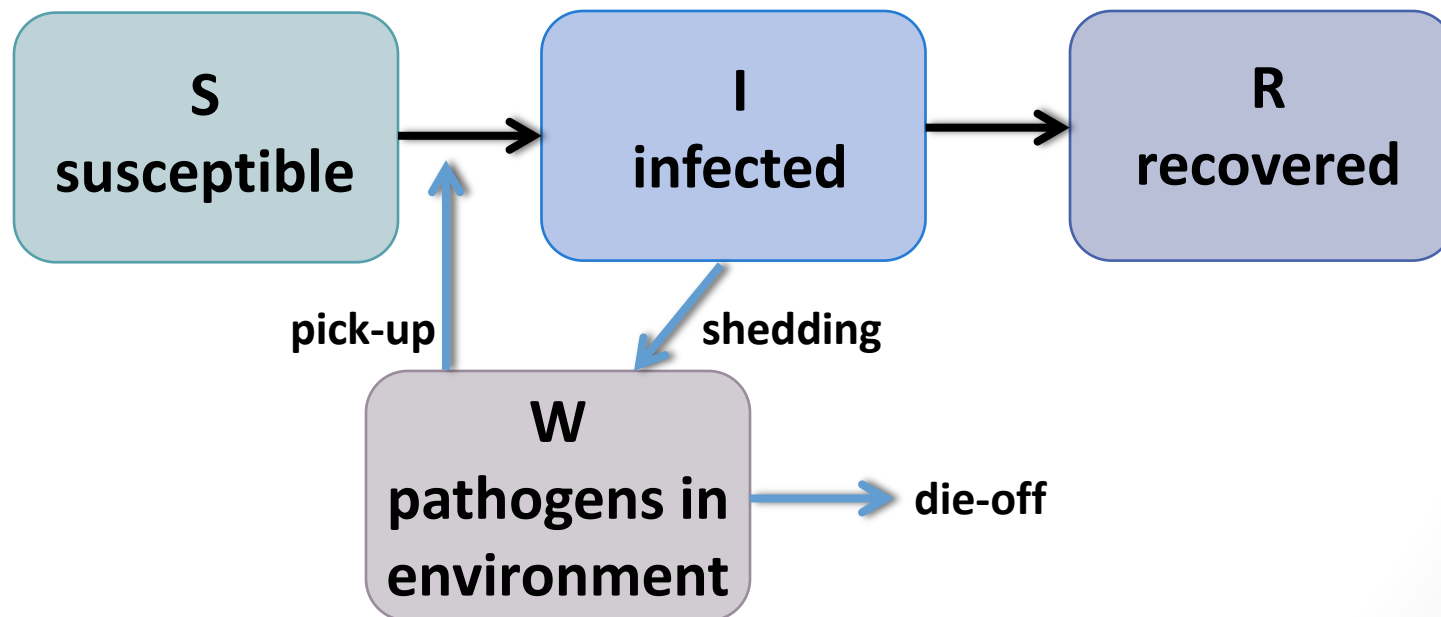 S
susceptible
I
infected
R
recovered
pick-up
shedding
W
pathogens in
environment
die-off